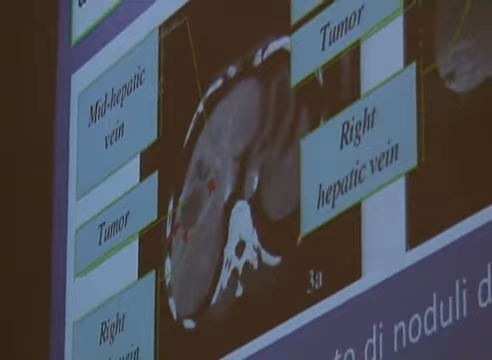 Mid-hepatic
vein
Tumor
Right
Tumor
Right
hepatic vein
3a
di noduli